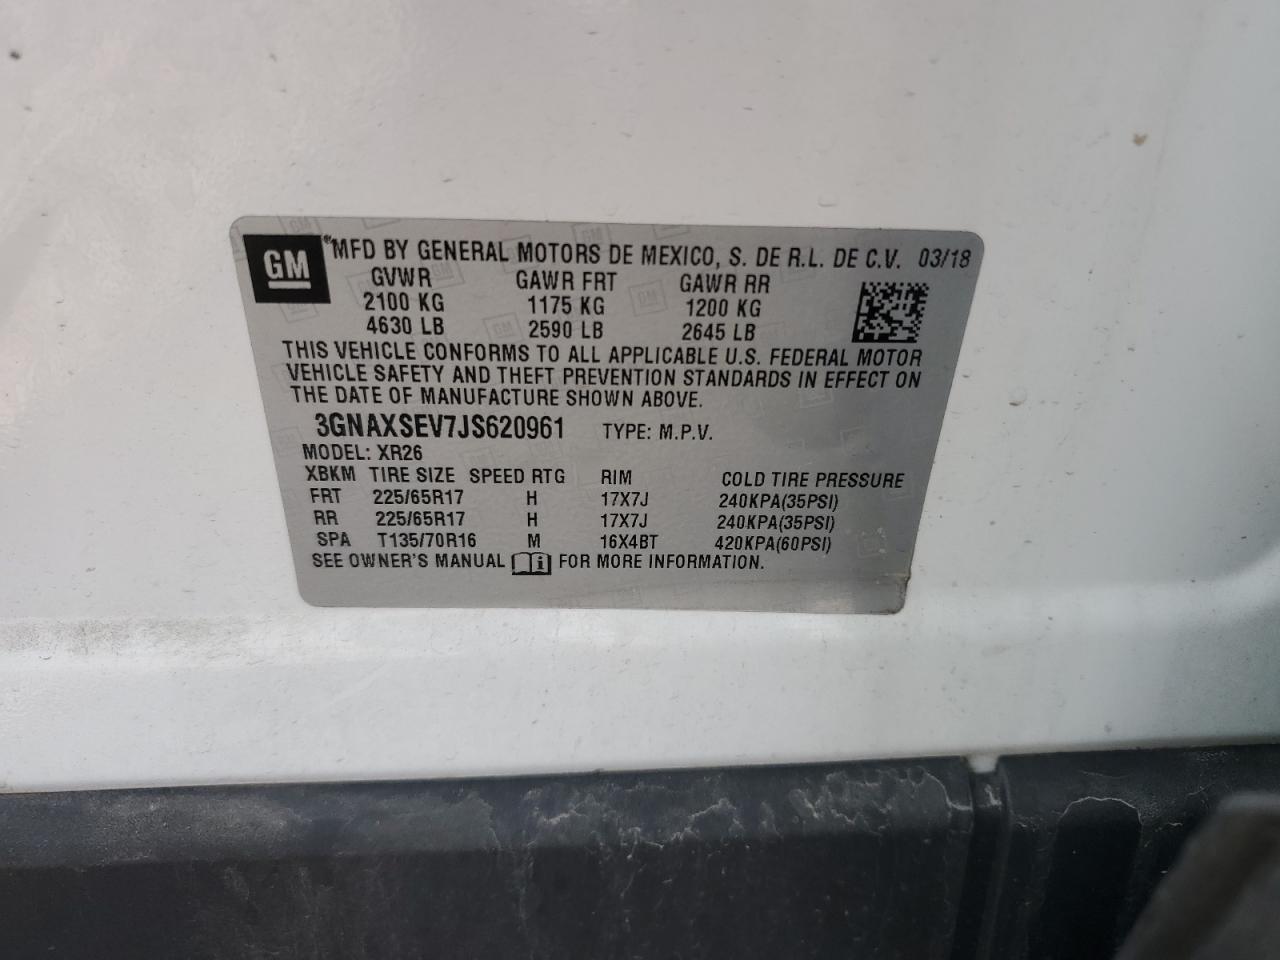 GM ® MFD BY GENERAL MOTORS DE MEXICO, S. DE R.L. DE C.V. 03/18
GVWR GAWR FRT GAWR RR
2100 KG 1175 KG 1200 KG
4630 LB 2590 LB 2645 LB
THIS VEHICLE CONFORMS TO ALL APPLICABLE U.S. FEDERAL MOTOR
VEHICLE SAFETY AND THEFT PREVENTION STANDARDS IN EFFECT ON
THE DATE OF MANUFACTURE SHOWN ABOVE.
3GNAXSEV7JS620961 TYPE: M.P.V.
MODEL: XR26
XBKM TIRE SIZE SPEED RTG RIM COLD TIRE PRESSURE
FRT 225/65R17 H 17X7J 240KPA(35PSI)
RR 225/65R17 H 17X7J 240KPA(35PSI)
SPA T135/70R16 M 16X4BT 420KPA(60PSI)
SEE OWNER'S MANUAL i FOR MORE INFORMATION.